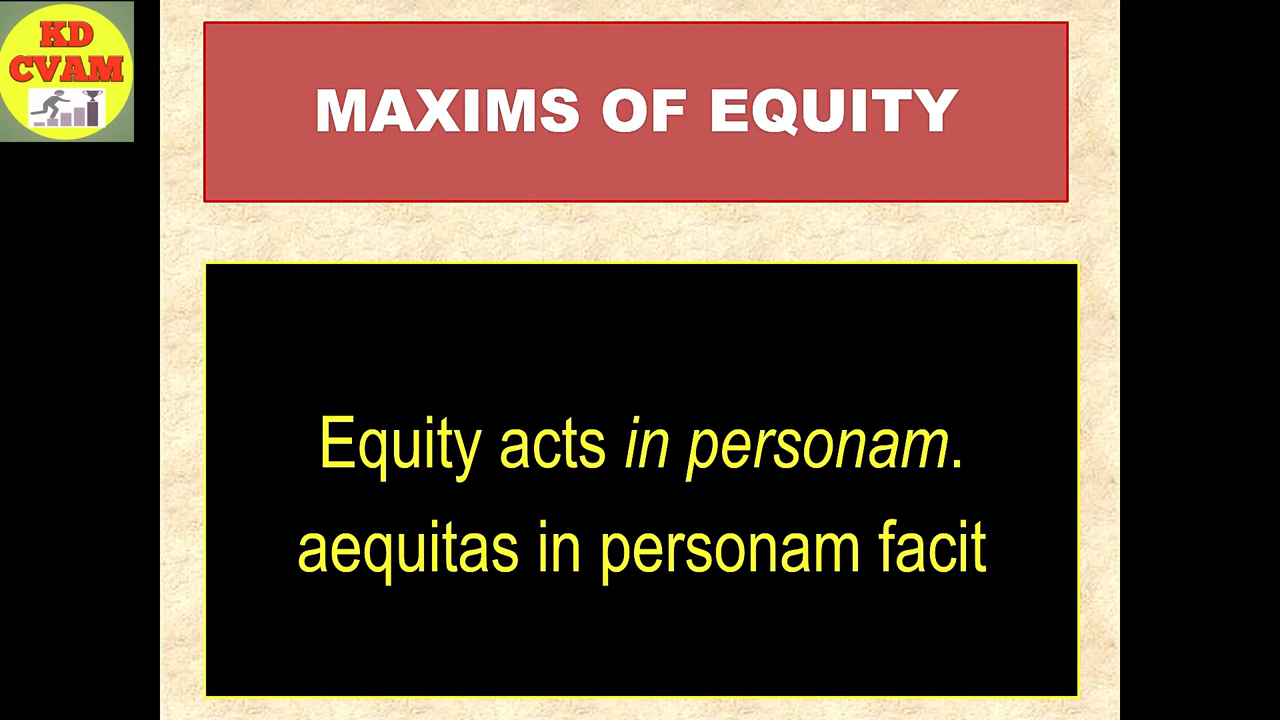 KD
CVAM
MAXIMS OF EQUITY
Equity acts in personam.
aequitas in personam facit